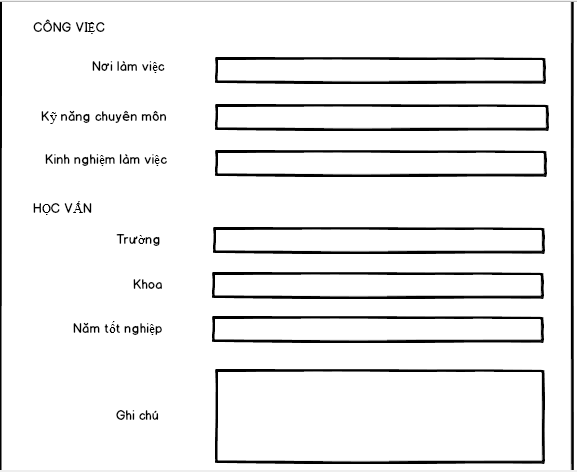 CÔNG VIỆC
Nơi làm việc
Kỹ năng chuyên môn
Kinh nghiệm làm việc
HỌC VẤN
Trường
Khoa
Năm tốt nghiệp
Ghi chú